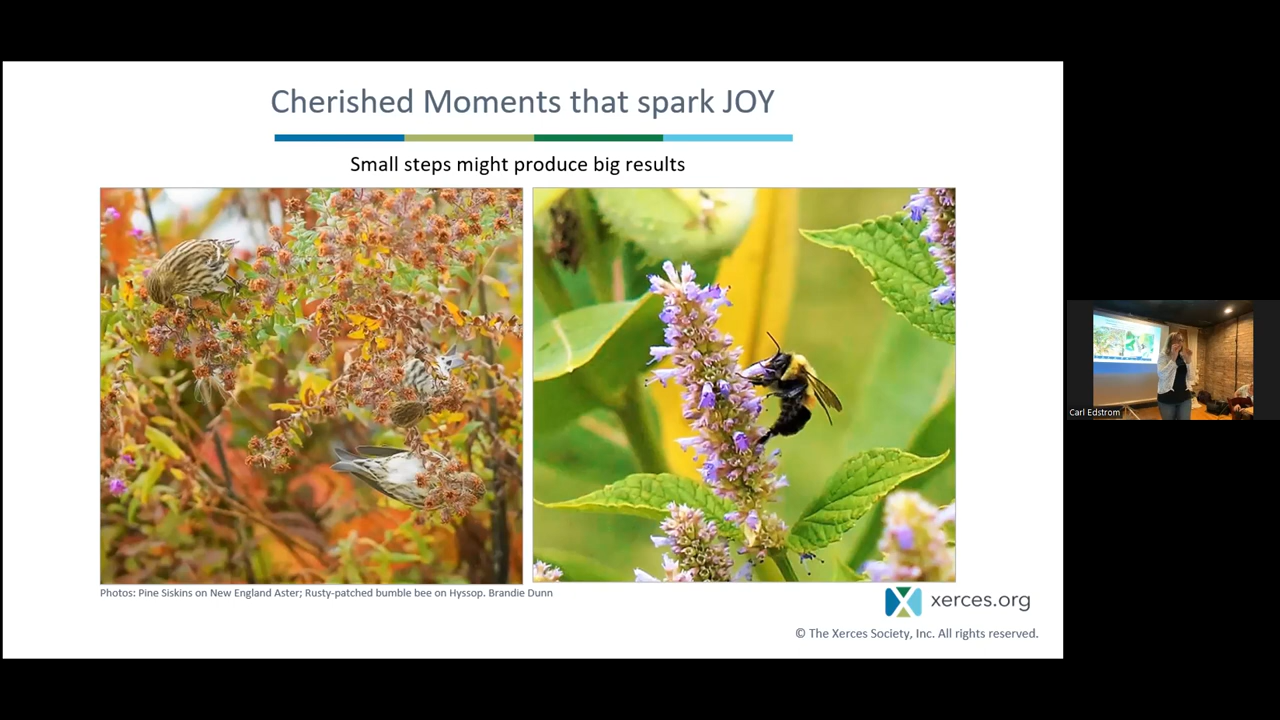 Cherished Moments that spark JOY
Small steps might produce big results
Photos: Pine Siskins on New England Aster; Rusty-patched bumble bee on Hyssop. Brandie Dunn
xerces.org
© The Xerces Society, Inc. All rights reserved.
Carl Edstrom